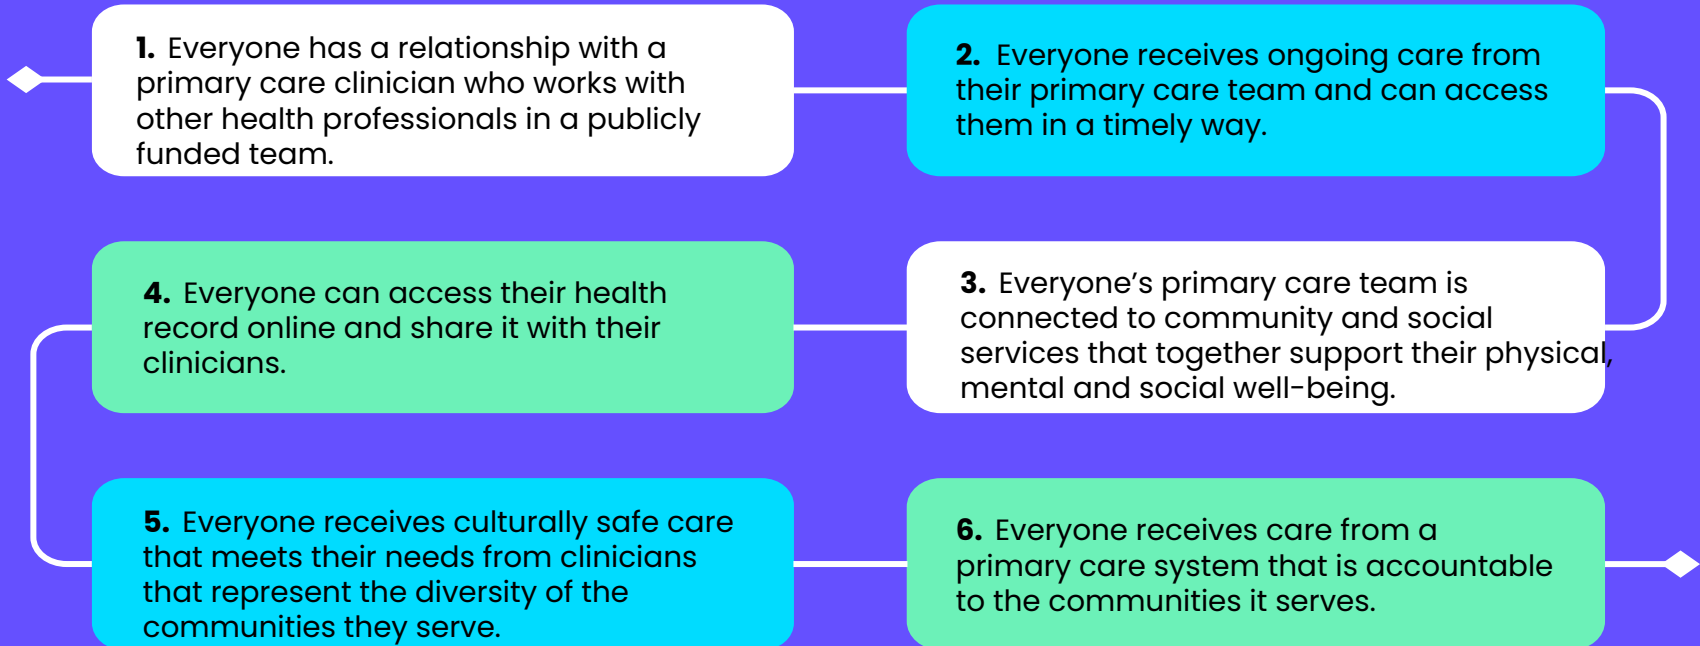 1. Everyone has a relationship with a
primary care clinician who works with
other health professionals in a publicly
funded team.
2. Everyone receives ongoing care from
their primary care team and can access
them in a timely way.
3. Everyone’s primary care team is
connected to community and social
services that together support their physical,
mental and social well-being.
4. Everyone can access their health
record online and share it with their
clinicians.
5. Everyone receives culturally safe care
that meets their needs from clinicians
that represent the diversity of the
communities they serve.
6. Everyone receives care from a
primary care system that is accountable
to the communities it serves.